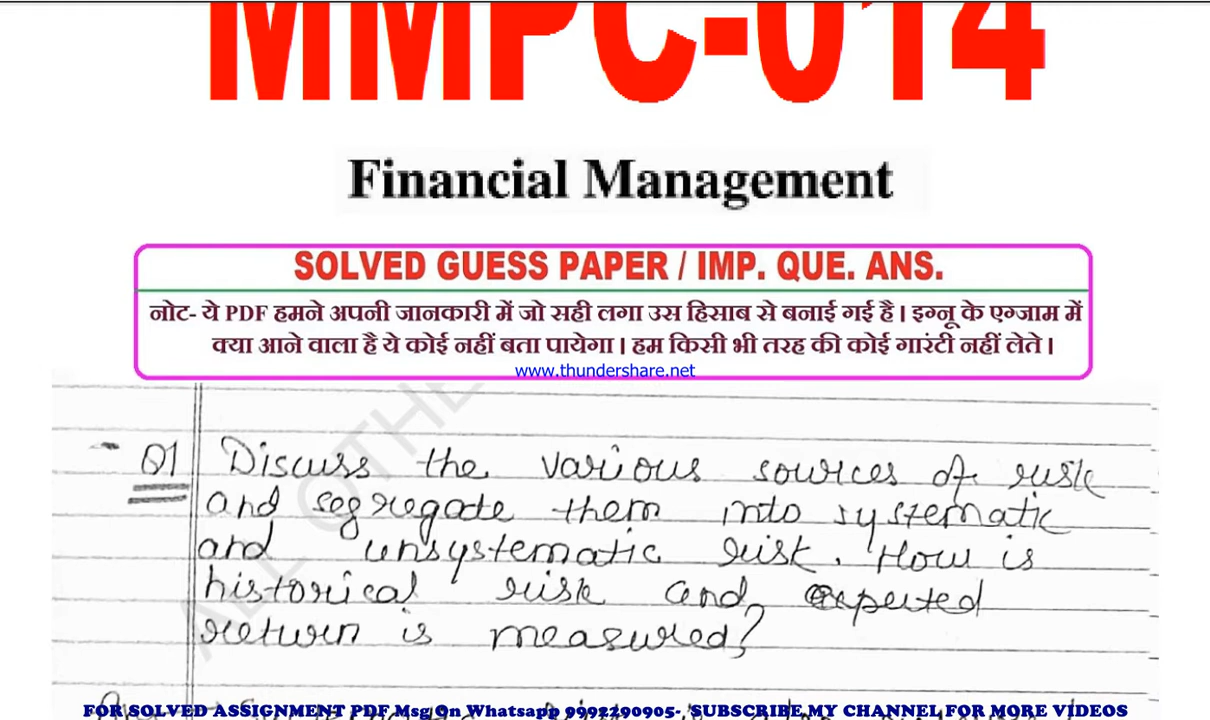 MMPC-014
Financial Management
SOLVED GUESS PAPER / IMP. QUE. ANS.
नोट- ये PDF हमने अपनी जानकारी में जो सही लगा उस हिसाब से बनाई गई है। इग्नू के एग्जाम में
क्या आने वाला है ये कोई नहीं बता पायेगा। हम किसी भी तरह की कोई गारंटी नहीं लेते।
www.thundershare.net
Q1 Discuss the various sources of risk
and segregate them into systematic
and unsystematic risk. How is
historical risk and expected
return is measured?
FOR SOLVED ASSIGNMENT PDF Msg On Whatsapp 9992290905- SUBSCRIBE MY CHANNEL FOR MORE VIDEOS